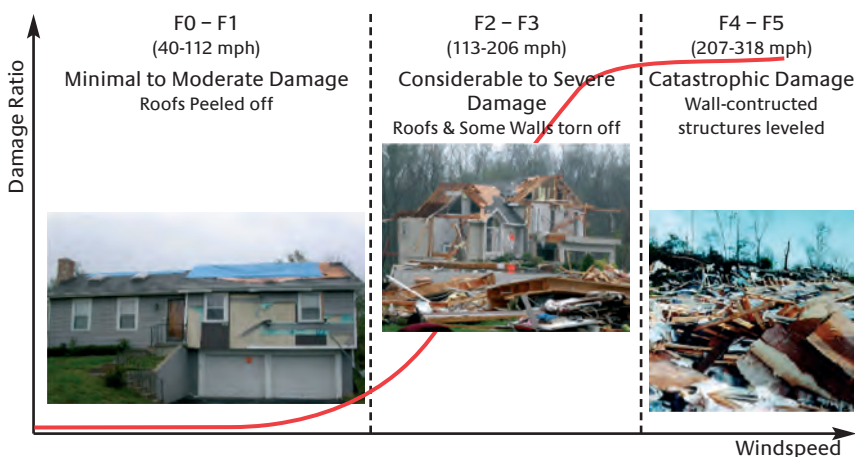 F0 – F1
(40-112 mph)
Minimal to Moderate Damage
Roofs Peeled off
F2 – F3
(113-206 mph)
Considerable to Severe
Damage
Roofs & Some Walls torn off
F4 – F5
(207-318 mph)
Catastrophic Damage
Wall-contructed
structures leveled
Damage Ratio
Windspeed